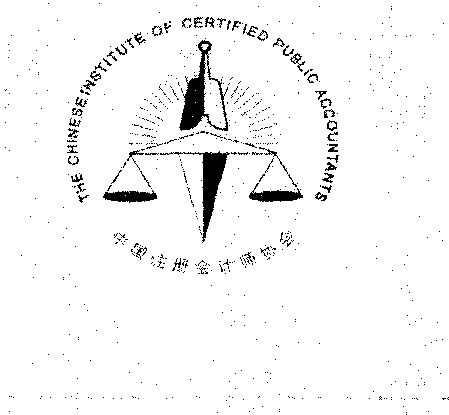 THE CHINESE INSTITUTE OF CERTIFIED PUBLIC ACCOUNTANTS
中国注册会计师协会